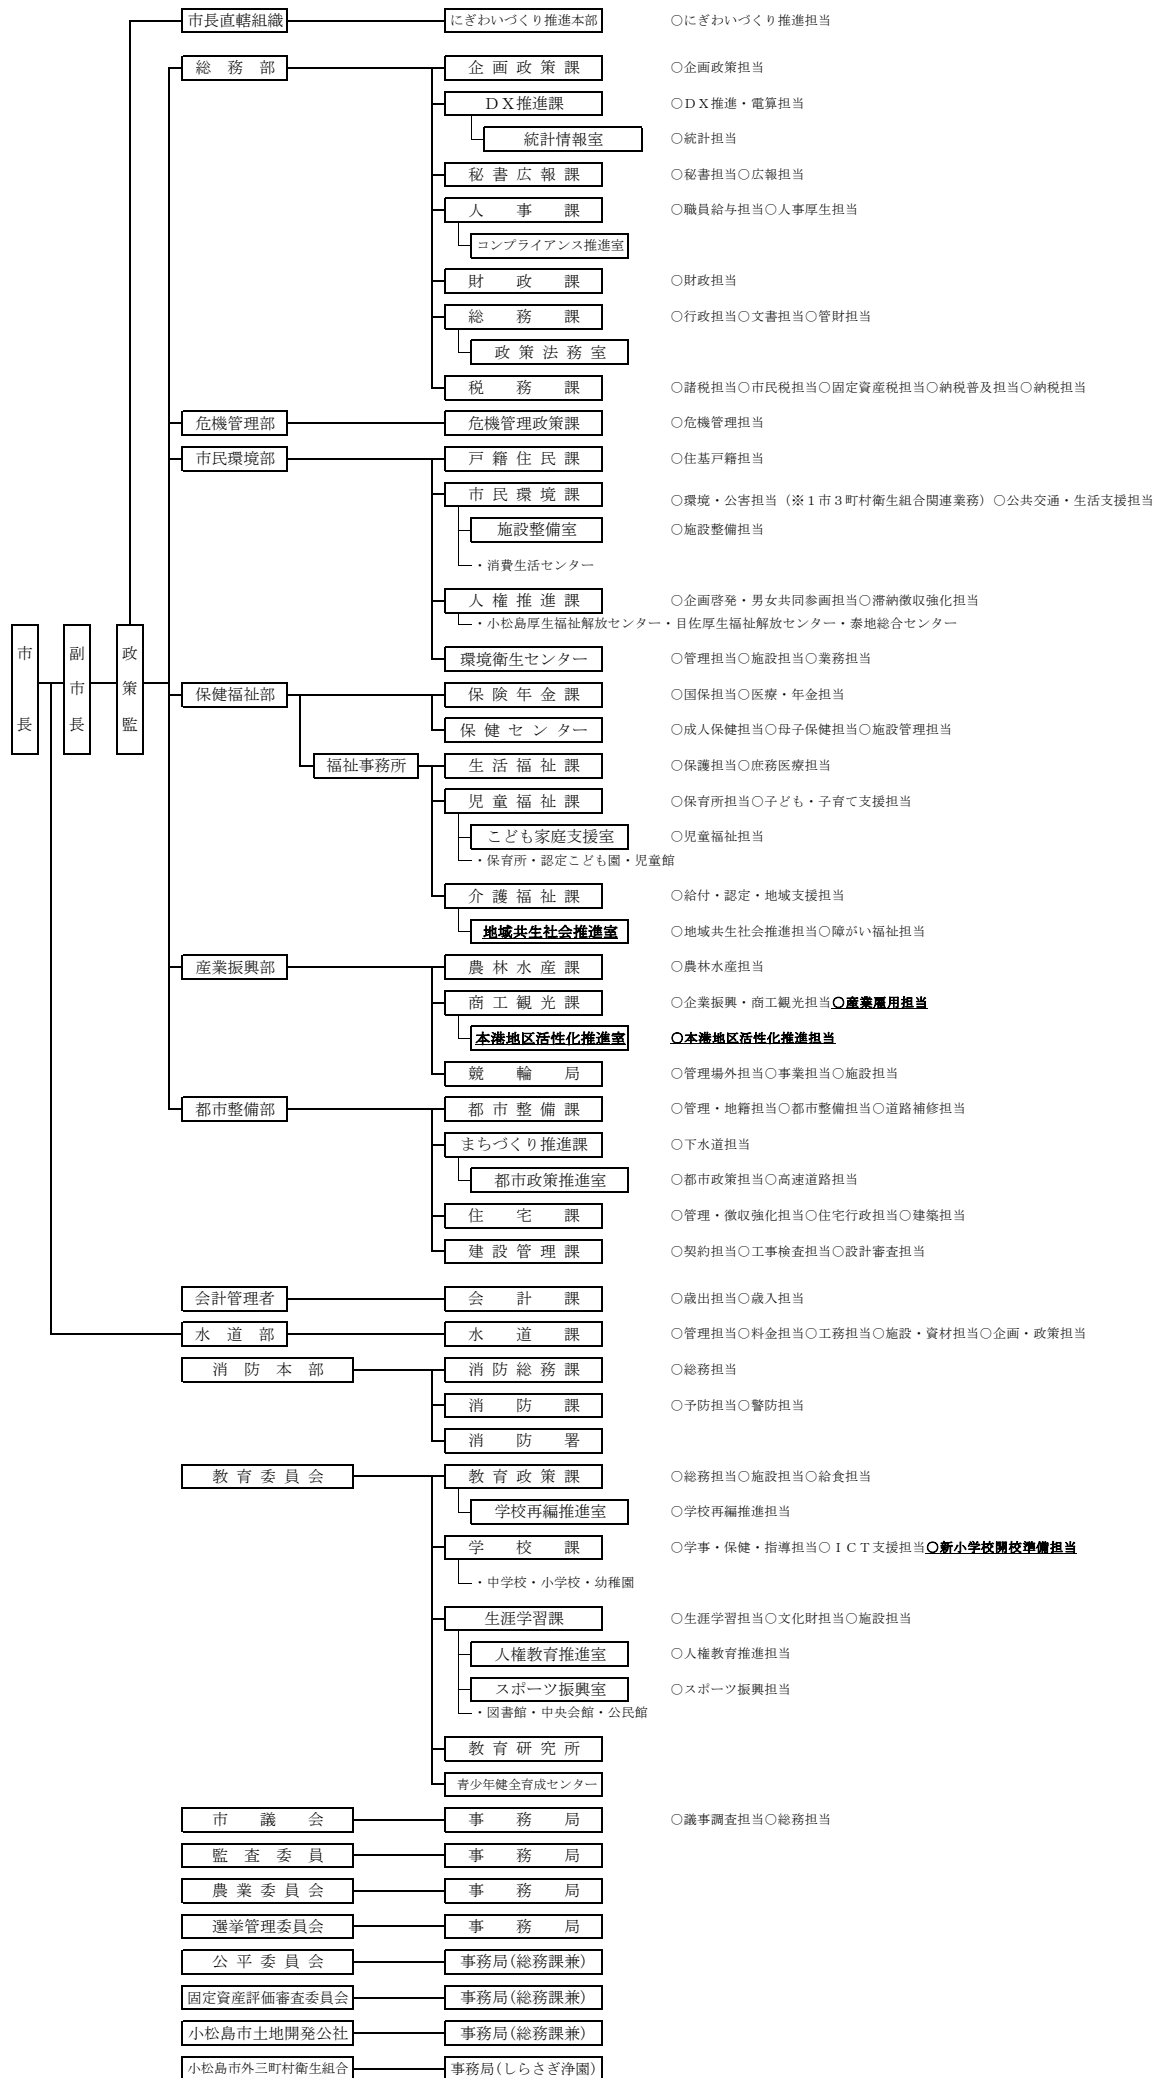 市長直轄組織 にぎわいづくり推進本部 ○にぎわいづくり推進担当
総務部 企画政策課 ○企画政策担当
ＤＸ推進課 ○ＤＸ推進・電算担当
統計情報室 ○統計担当
秘書広報課 ○秘書担当○広報担当
人事課 ○職員給与担当○人事厚生担当
コンプライアンス推進室
財政課 ○財政担当
総務課 ○行政担当○文書担当○管財担当
政策法務室
税務課 ○諸税担当○市民税担当○固定資産税担当○納税普及担当○納税担当
危機管理部 危機管理政策課 ○危機管理担当
市民環境部 戸籍住民課 ○住基戸籍担当
市民環境課 ○環境・公害担当（※１市３町村衛生組合関連業務）○公共交通・生活支援担当
施設整備室 ○施設整備担当
・消費生活センター
人権推進課 ○企画啓発・男女共同参画担当○滞納徴収強化担当
・小松島厚生福祉解放センター・目佐厚生福祉解放センター・泰地総合センター
環境衛生センター ○管理担当○施設担当○業務担当
市長
副市長
政策監
保健福祉部 保険年金課 ○国保担当○医療・年金担当
保健センター ○成人保健担当○母子保健担当○施設管理担当
福祉事務所 生活福祉課 ○保護担当○庶務医療担当
児童福祉課 ○保育所担当○子ども・子育て支援担当
こども家庭支援室 ○児童福祉担当
・保育所・認定こども園・児童館
介護福祉課 ○給付・認定・地域支援担当
地域共生社会推進室 ○地域共生社会推進担当○障がい福祉担当
産業振興部 農林水産課 ○農林水産担当
商工観光課 ○企業振興・商工観光担当○産業雇用担当
本港地区活性化推進室 ○本港地区活性化推進担当
競輪局 ○管理場外担当○事業担当○施設担当
都市整備部 都市整備課 ○管理・地籍担当○都市整備担当○道路補修担当
まちづくり推進課 ○下水道担当
都市政策推進室 ○都市政策担当○高速道路担当
住宅課 ○管理・徴収強化担当○住宅行政担当○建築担当
建設管理課 ○契約担当○工事検査担当○設計審査担当
会計管理者 会計課 ○歳出担当○歳入担当
水道部 水道課 ○管理担当○料金担当○工務担当○施設・資材担当○企画・政策担当
消防本部 消防総務課 ○総務担当
消防課 ○予防担当○警防担当
消防署
教育委員会 教育政策課 ○総務担当○施設担当○給食担当
学校再編推進室 ○学校再編推進担当
学校課 ○学事・保健・指導担当○ＩＣＴ支援担当○新小学校開校準備担当
・中学校・小学校・幼稚園
生涯学習課 ○生涯学習担当○文化財担当○施設担当
人権教育推進室 ○人権教育推進担当
スポーツ振興室 ○スポーツ振興担当
・図書館・中央会館・公民館
教育研究所
青少年健全育成センター
市議会 事務局 ○議事調査担当○総務担当
監査委員 事務局
農業委員会 事務局
選挙管理委員会 事務局
公平委員会 事務局(総務課兼)
固定資産評価審査委員会 事務局(総務課兼)
小松島市土地開発公社 事務局(総務課兼)
小松島市外三町村衛生組合 事務局(しらさぎ浄園)